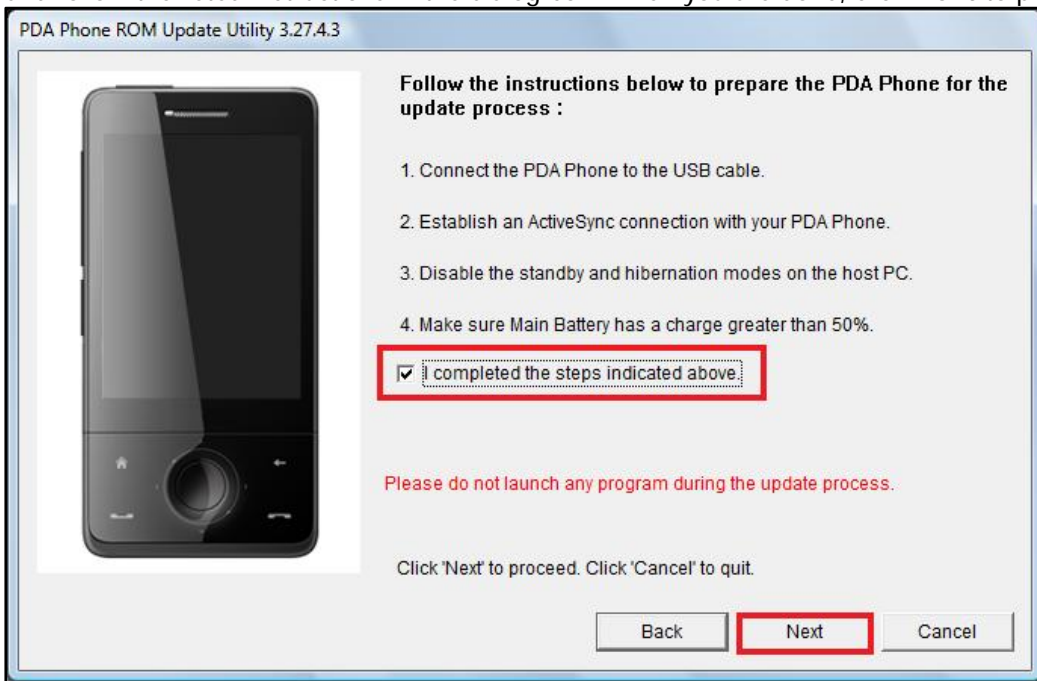 PDA Phone ROM Update Utility 3.27.4.3
Follow the instructions below to prepare the PDA Phone for the
update process :
1. Connect the PDA Phone to the USB cable.
2. Establish an ActiveSync connection with your PDA Phone.
3. Disable the standby and hibernation modes on the host PC.
4. Make sure Main Battery has a charge greater than 50%.
I completed the steps indicated above.
Please do not launch any program during the update process.
Click 'Next' to proceed. Click 'Cancel' to quit.
Back Next Cancel